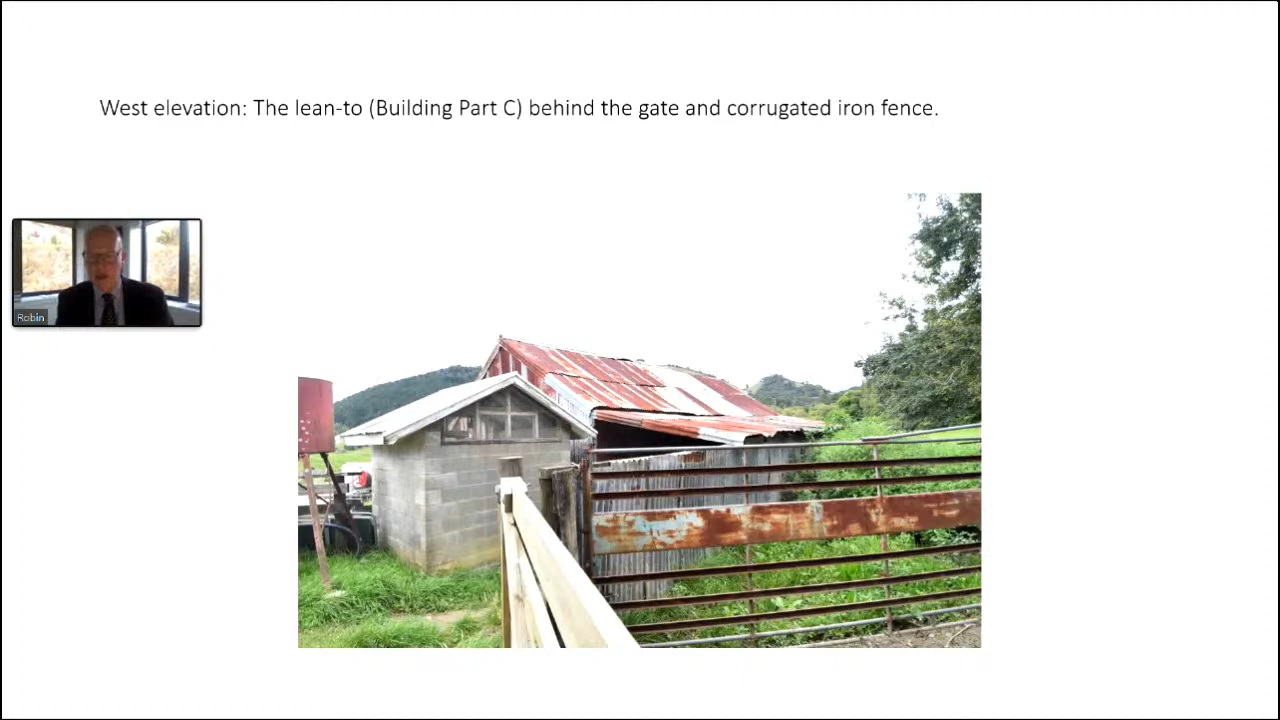 West elevation: The lean-to (Building Part C) behind the gate and corrugated iron fence.
Robin